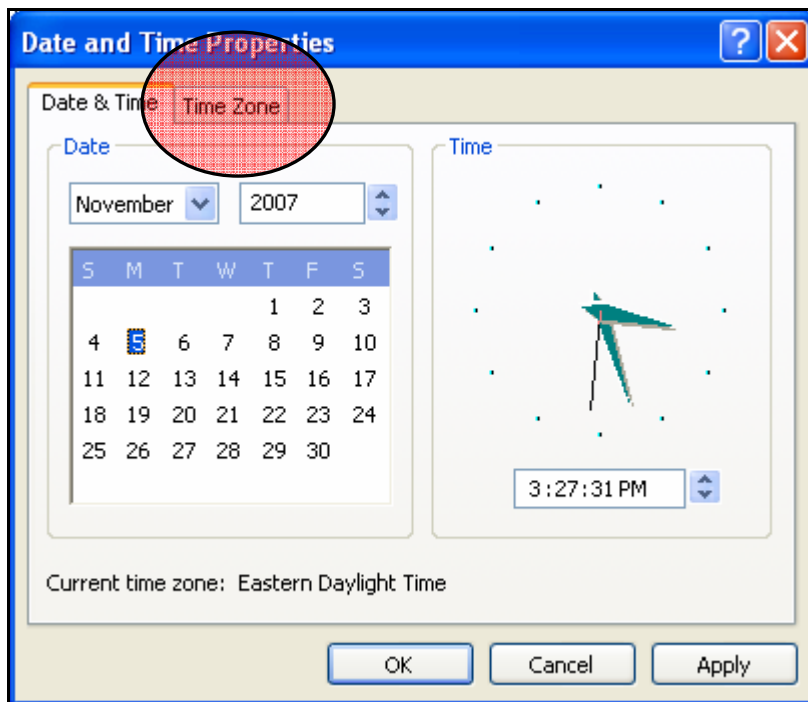 Date and Time Properties
Date & Time Time Zone
Date
Time
November 2007
S M T W T F S
1 2 3
4 5 6 7 8 9 10
11 12 13 14 15 16 17
18 19 20 21 22 23 24
25 26 27 28 29 30
3:27:31 PM
Current time zone: Eastern Daylight Time
OK Cancel Apply